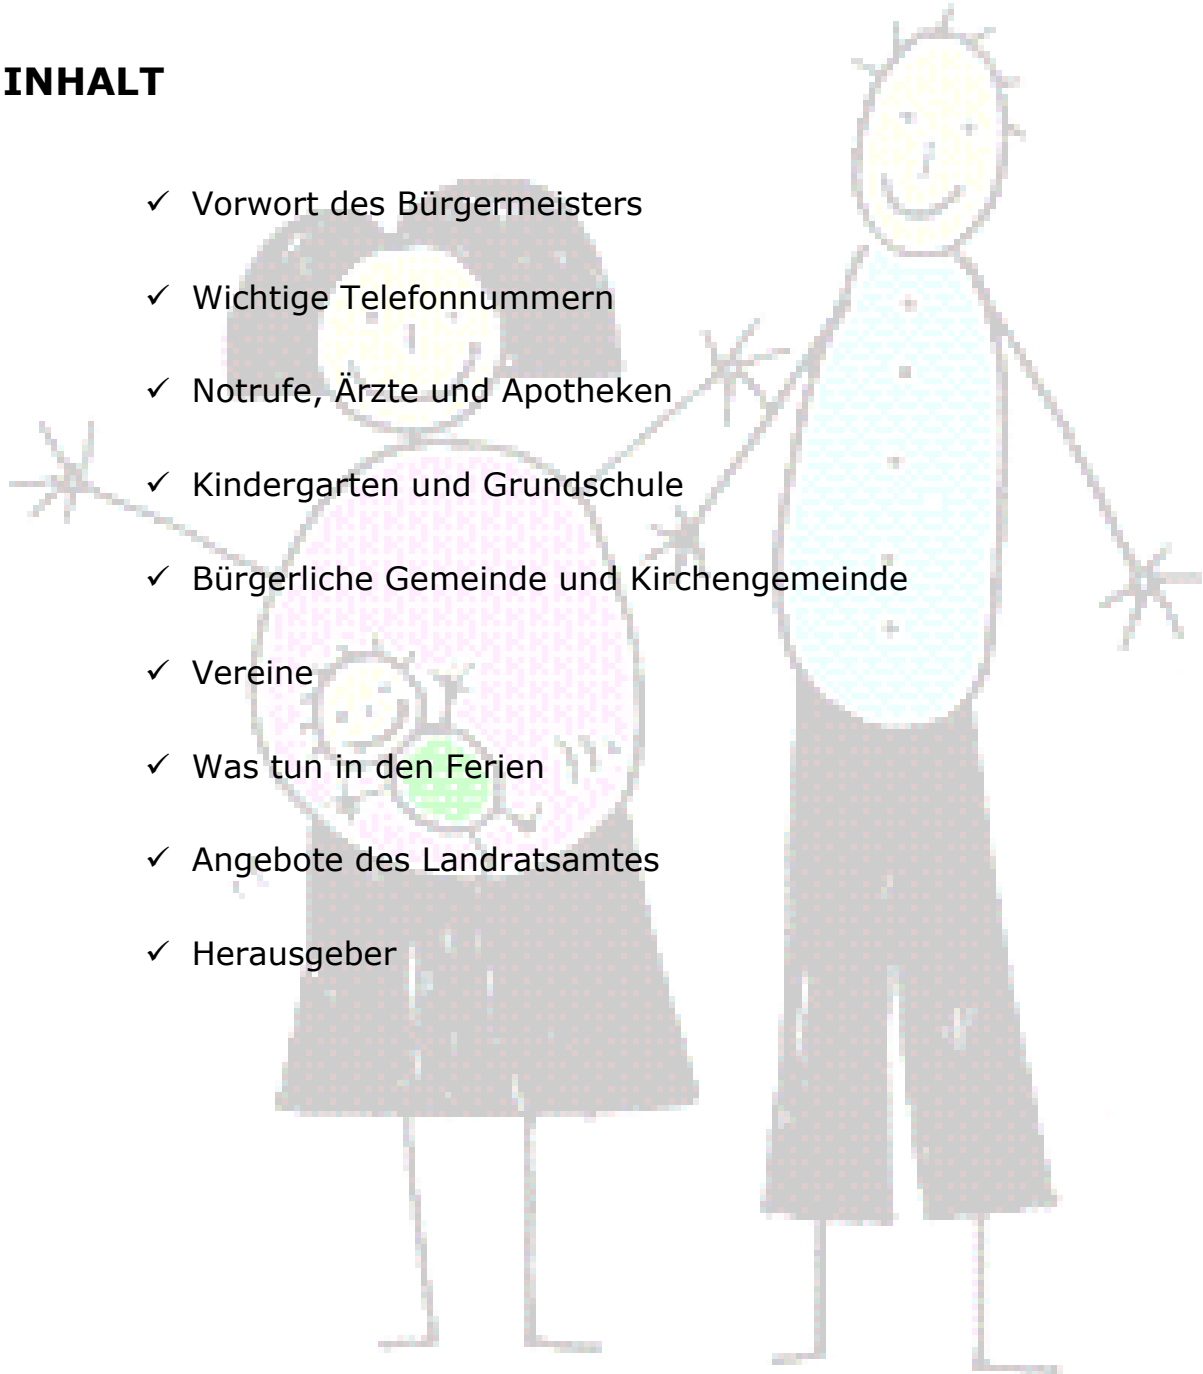 INHALT
✓ Vorwort des Bürgermeisters
✓ Wichtige Telefonnummern
✓ Notrufe, Ärzte und Apotheken
✓ Kindergarten und Grundschule
✓ Bürgerliche Gemeinde und Kirchengemeinde
✓ Vereine
✓ Was tun in den Ferien
✓ Angebote des Landratsamtes
✓ Herausgeber